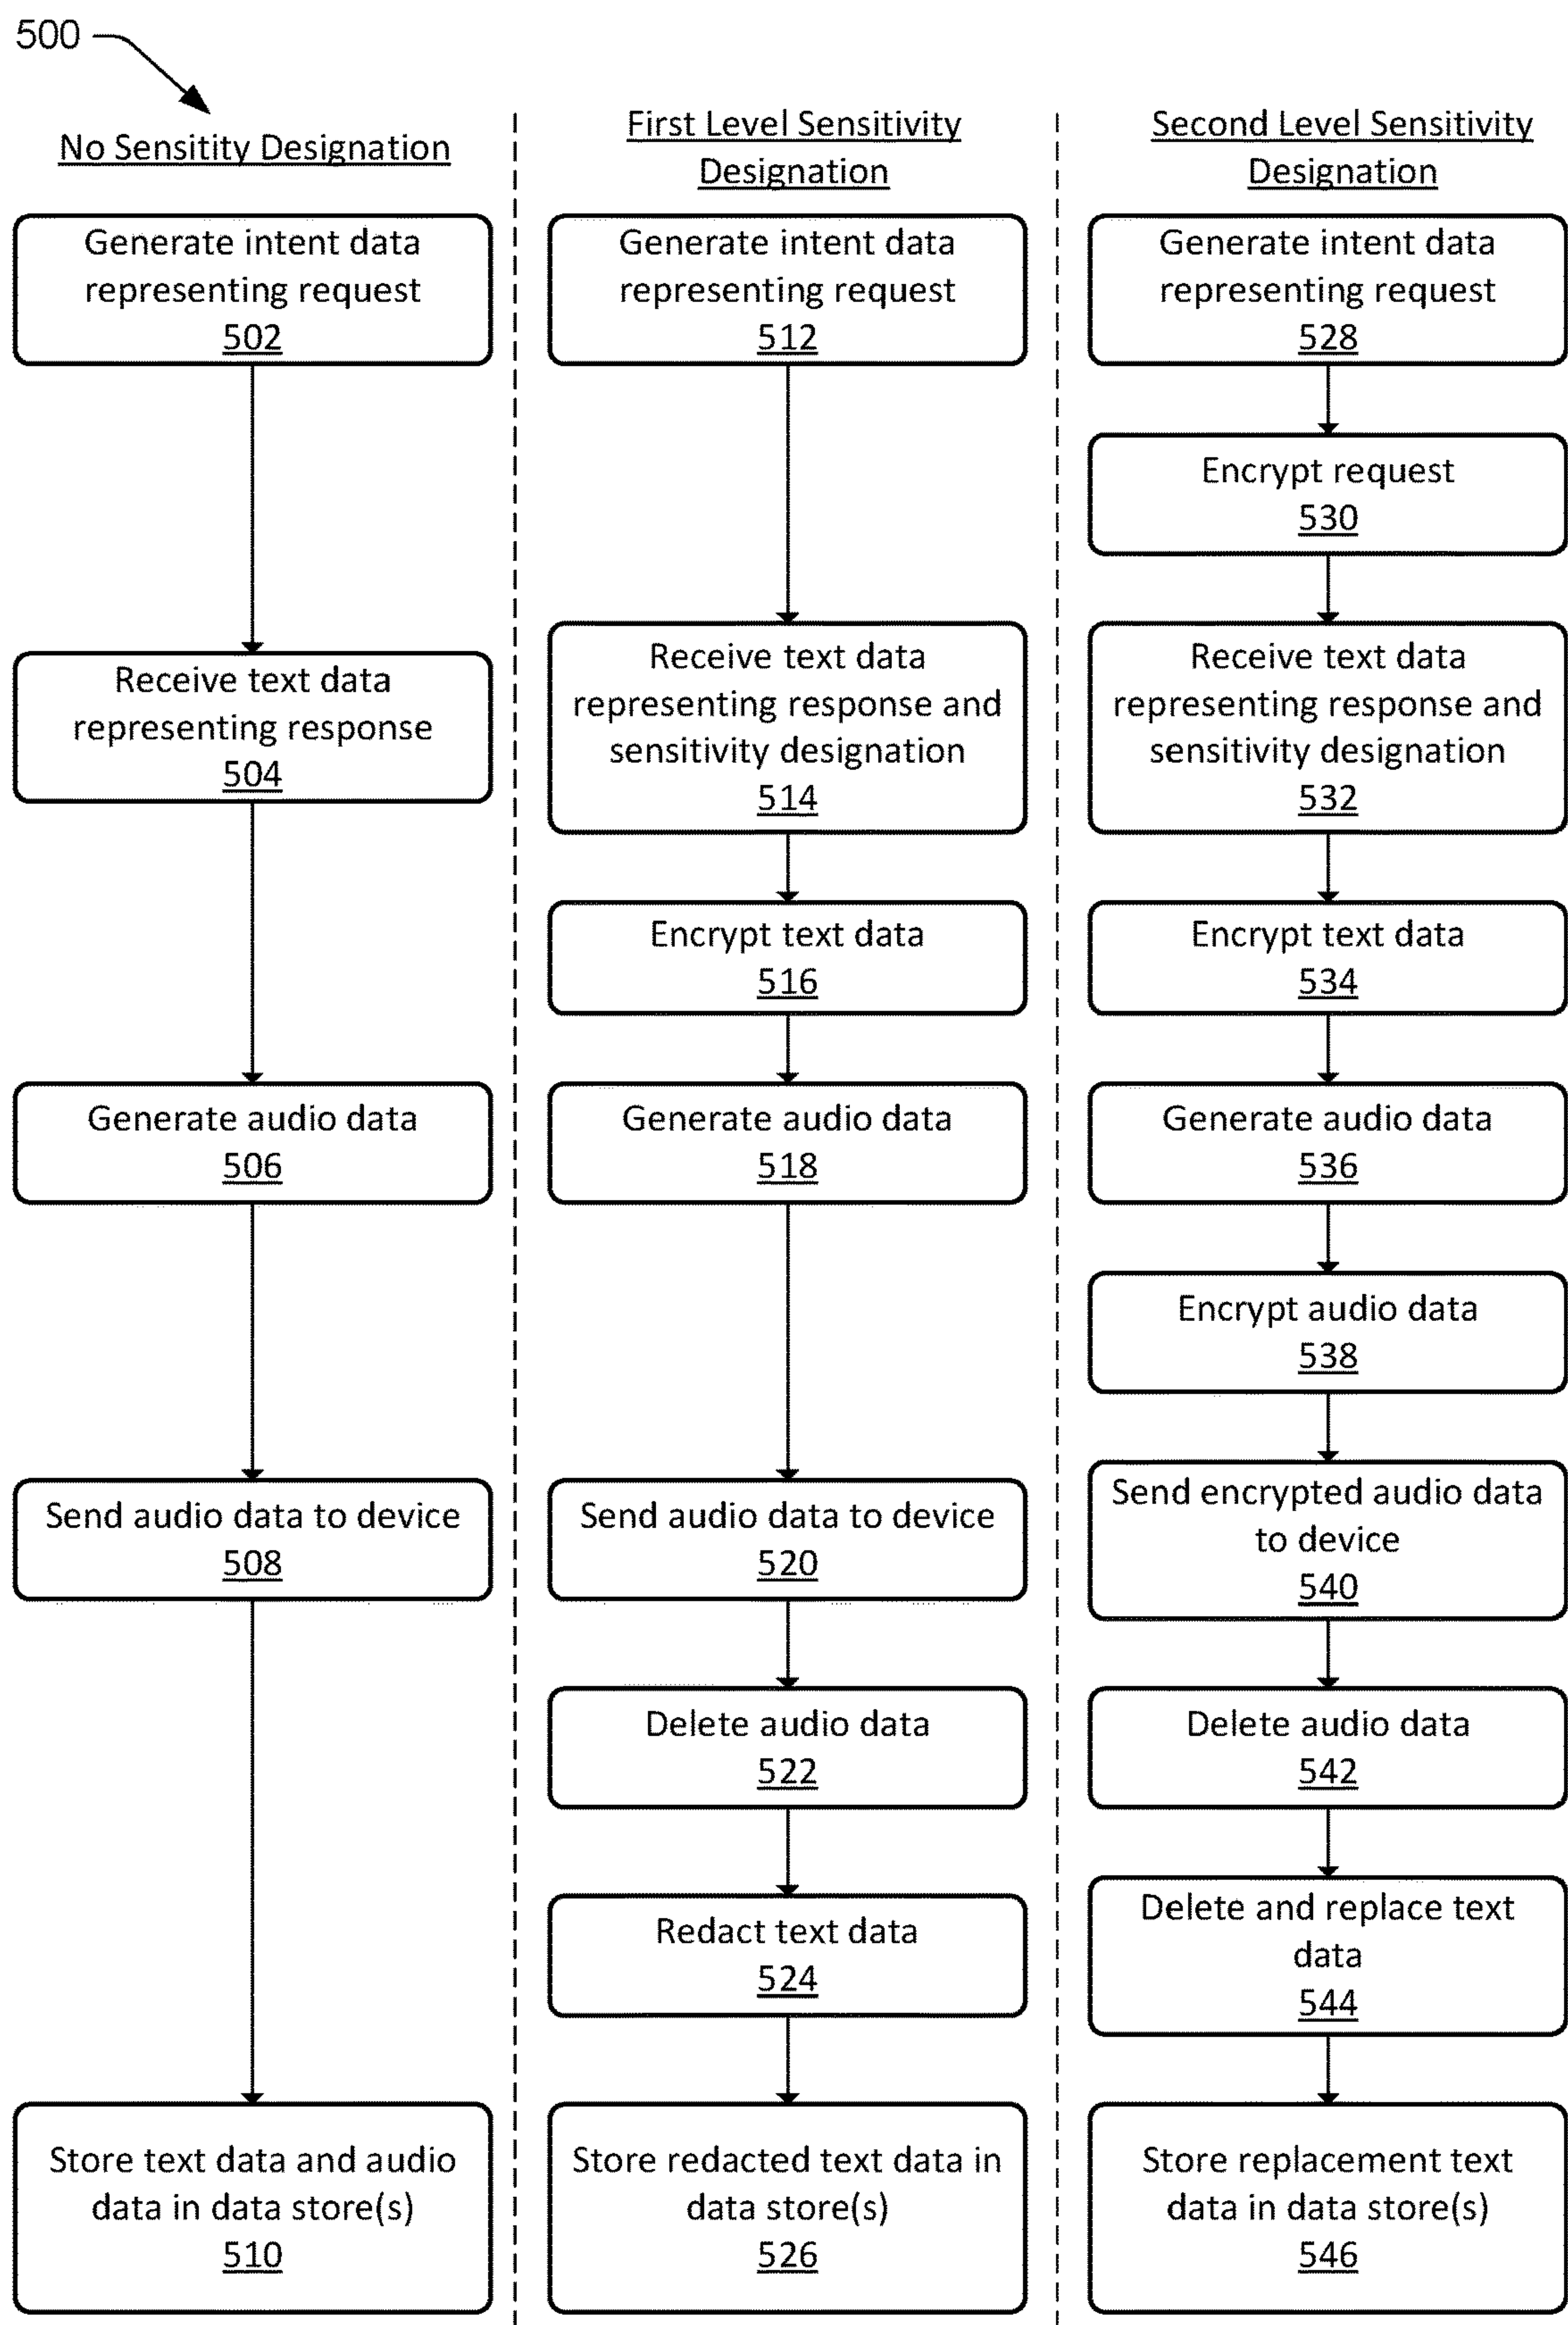 500
No Sensitity Designation
Generate intent data
representing request
502
Receive text data
representing response
504
Generate audio data
506
Send audio data to device
508
Store text data and audio
data in data store(s)
510
First Level Sensitivity
Designation
Generate intent data
representing request
512
Receive text data
representing response and
sensitivity designation
514
Encrypt text data
516
Generate audio data
518
Send audio data to device
520
Delete audio data
522
Redact text data
524
Store redacted text data in
data store(s)
526
Second Level Sensitivity
Designation
Generate intent data
representing request
528
Encrypt request
530
Receive text data
representing response and
sensitivity designation
532
Encrypt text data
534
Generate audio data
536
Encrypt audio data
538
Send encrypted audio data
to device
540
Delete audio data
542
Delete and replace text
data
544
Store replacement text
data in data store(s)
546